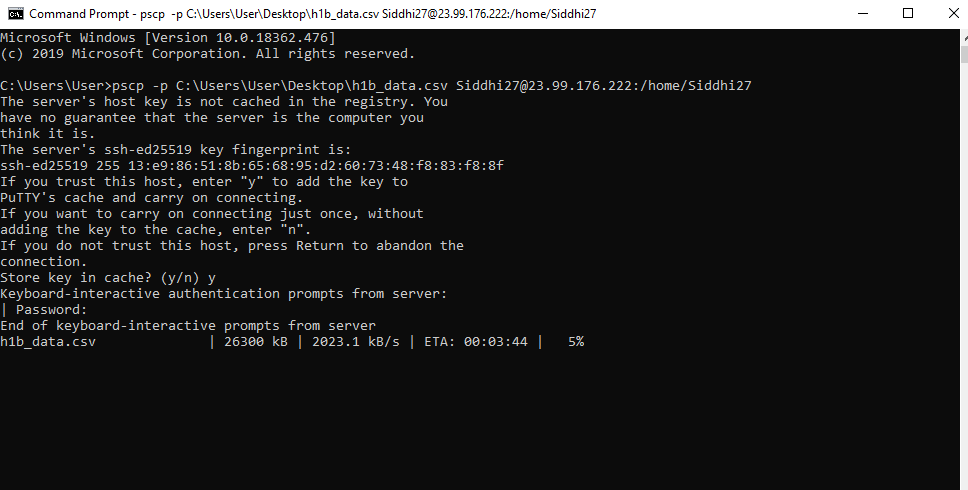 Command Prompt - pscp -p C:\Users\User\Desktop\h1b_data.csv Siddhi27@23.99.176.222:/home/Siddhi27
Microsoft Windows [Version 10.0.18362.476]
(c) 2019 Microsoft Corporation. All rights reserved.
C:\Users\User>pscp -p C:\Users\User\Desktop\h1b_data.csv Siddhi27@23.99.176.222:/home/Siddhi27
The server's host key is not cached in the registry. You
have no guarantee that the server is the computer you
think it is.
The server's ssh-ed25519 key fingerprint is:
ssh-ed25519 255 13:e9:86:51:8b:65:68:95:d2:60:73:48:f8:83:f8:8f
If you trust this host, enter "y" to add the key to
PuTTY's cache and carry on connecting.
If you want to carry on connecting just once, without
adding the key to the cache, enter "n".
If you do not trust this host, press Return to abandon the
connection.
Store key in cache? (y/n) y
Keyboard-interactive authentication prompts from server:
| Password:
End of keyboard-interactive prompts from server
h1b_data.csv | 26300 kB | 2023.1 kB/s | ETA: 00:03:44 | 5%